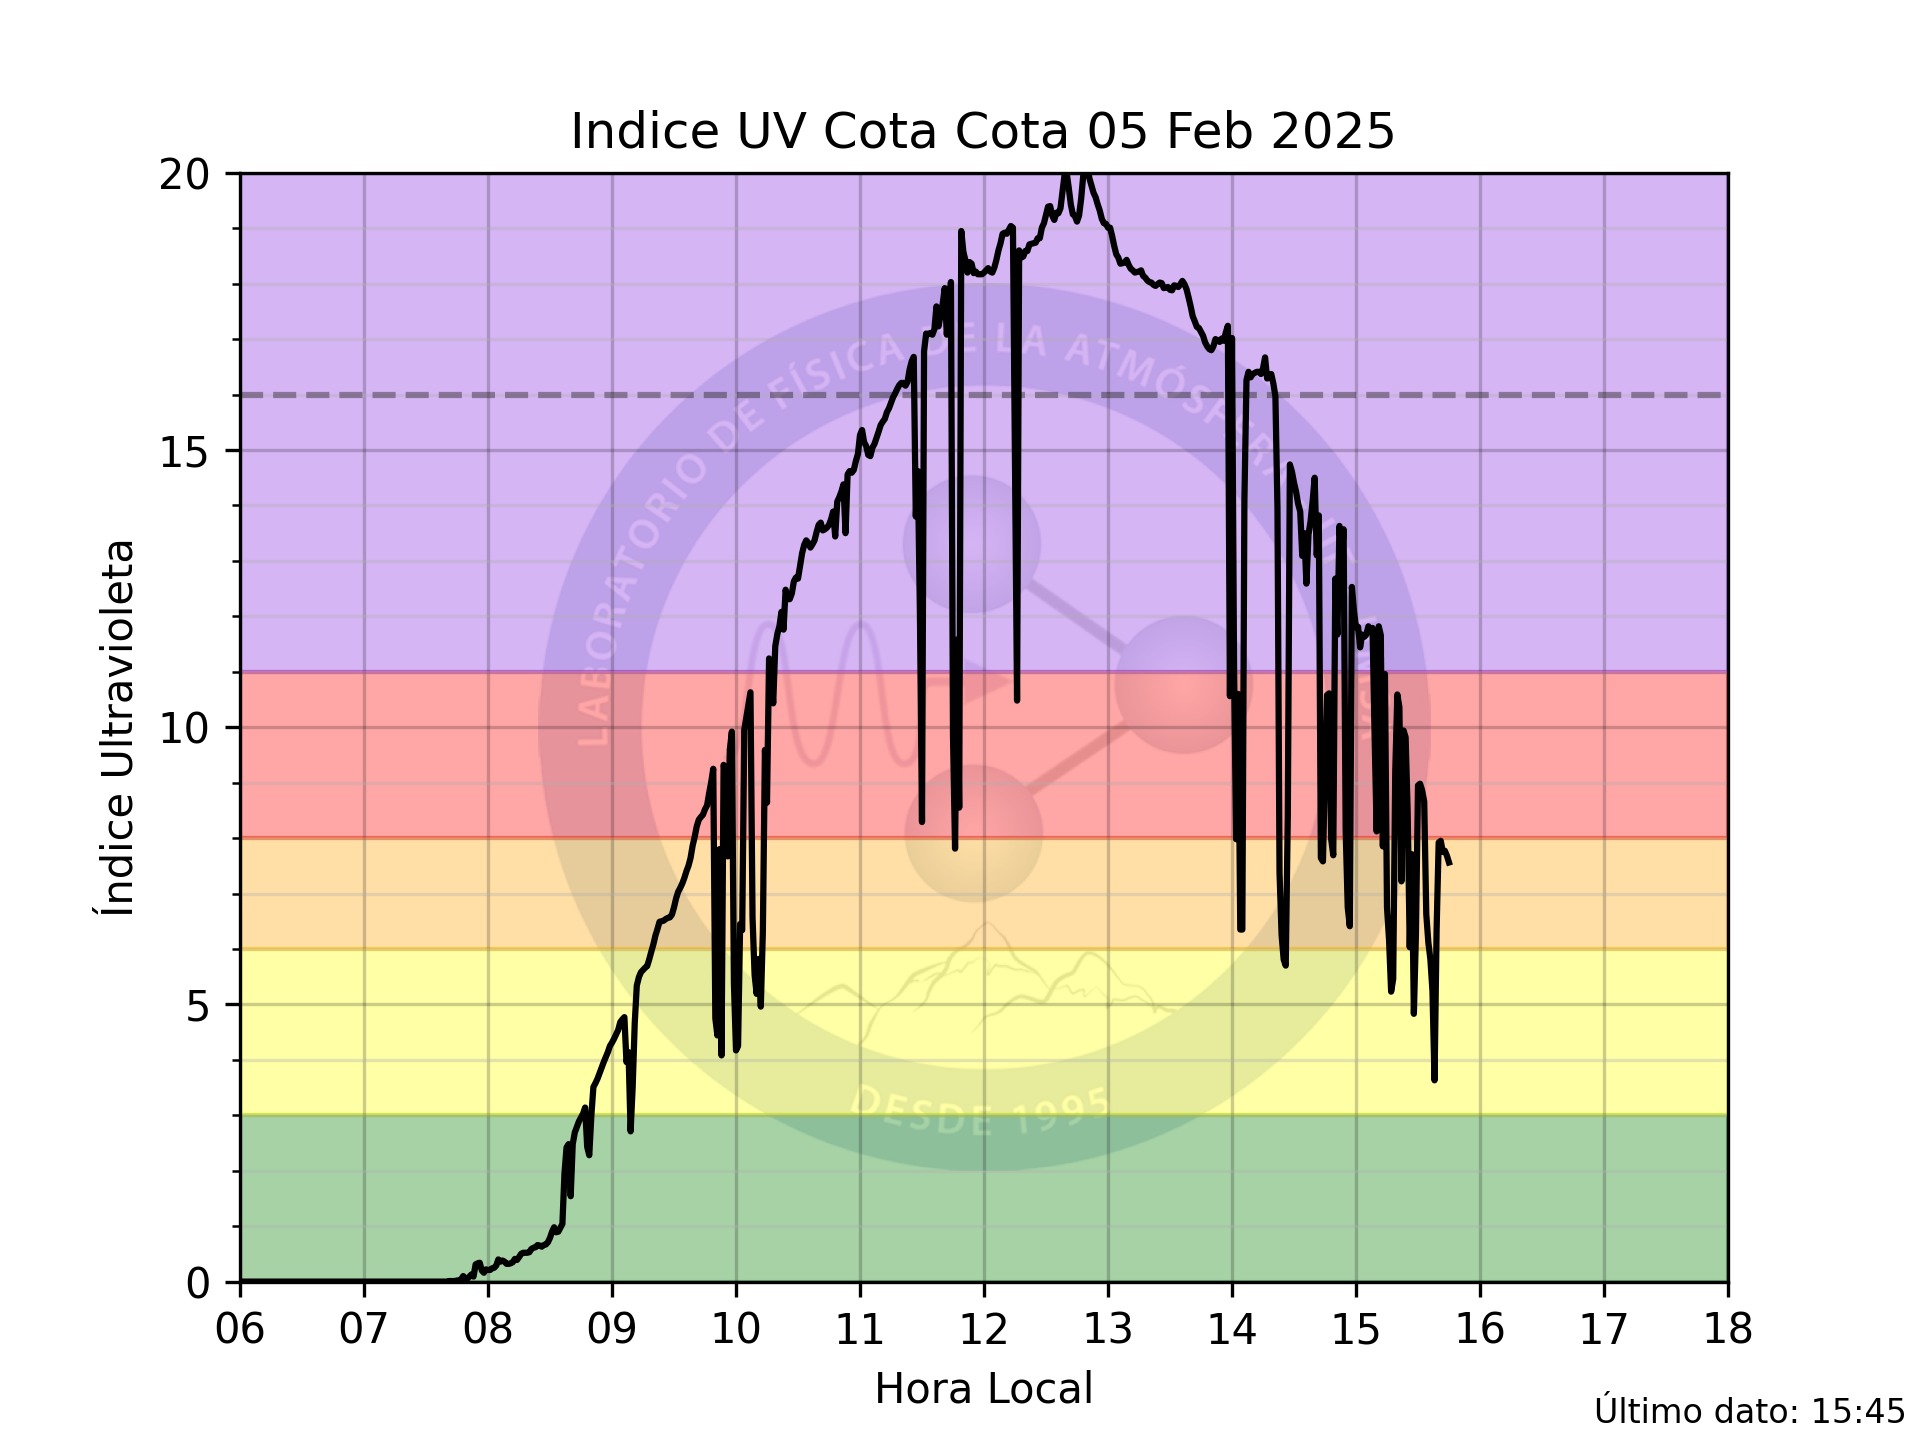 Indice UV Cota Cota 05 Feb 2025
20
15
10
5
0
Índice Ultravioleta
LABORATORIO DE FÍSICA DE LA ATMÓSFERA
DESDE 1995
06 07 08 09 10 11 12 13 14 15 16 17 18
Hora Local
Último dato: 15:45